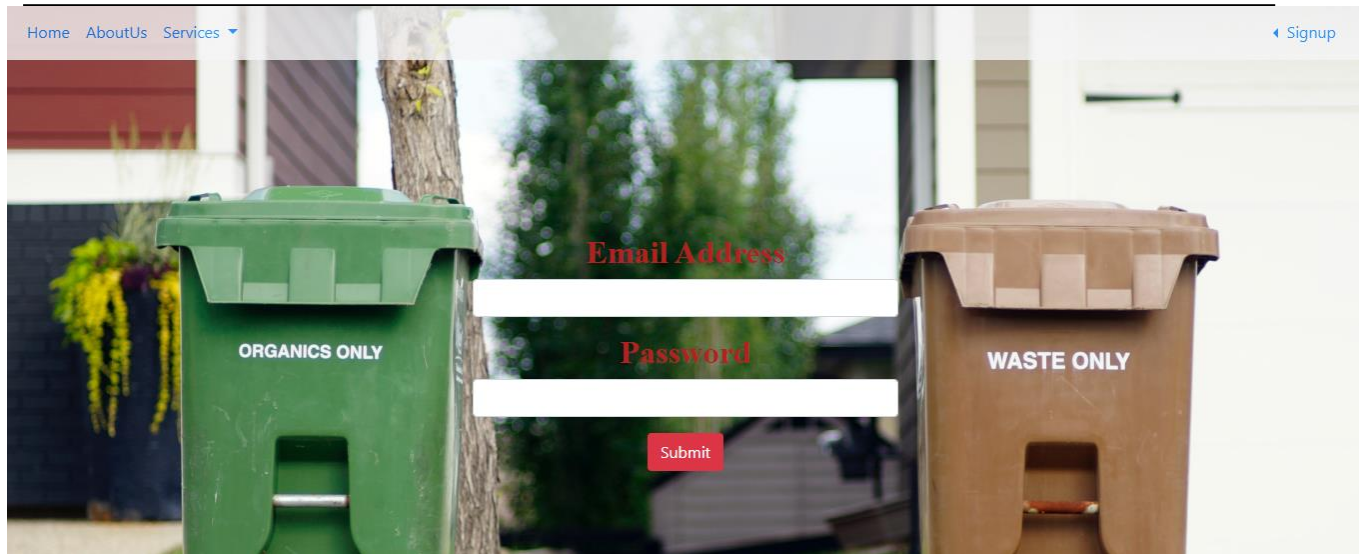 Home AboutUs Services Signup
Email Address
ORGANICS ONLY
Password
WASTE ONLY
Submit